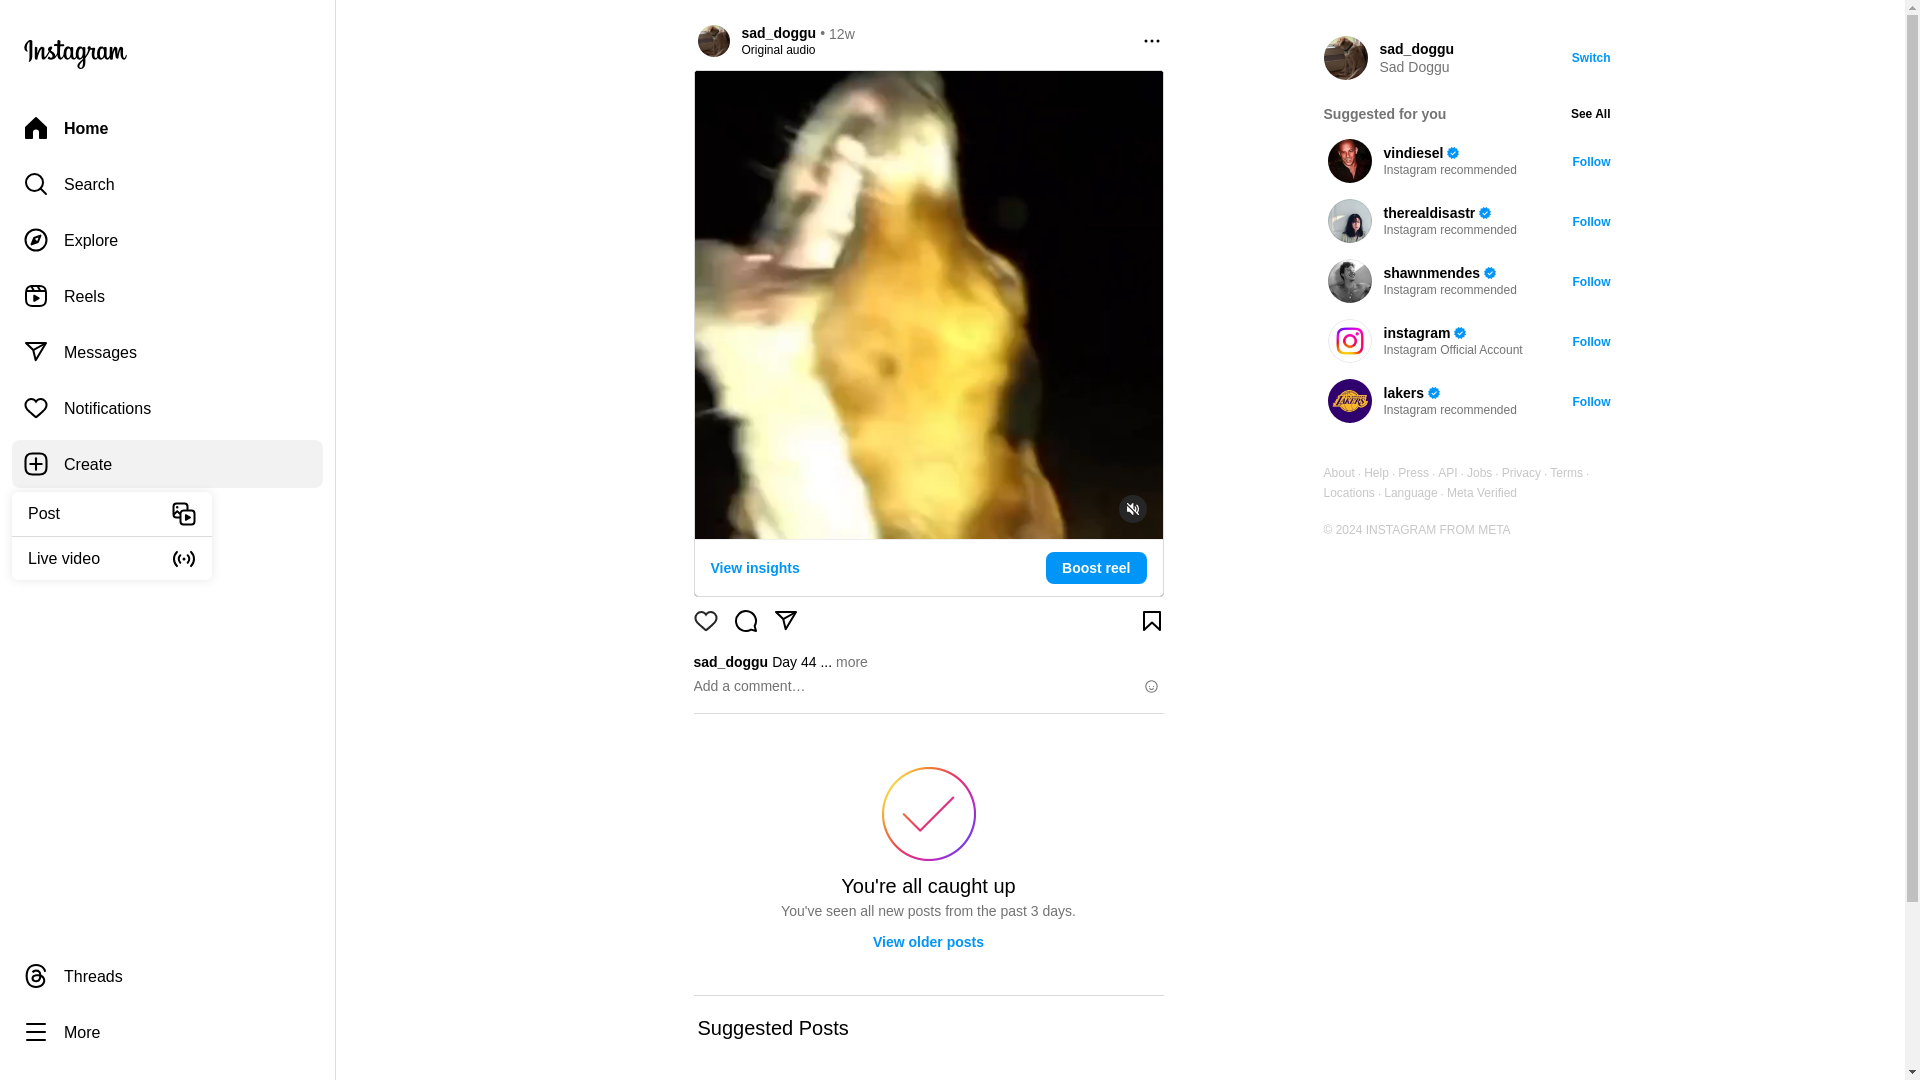 Instagram
Home
Search
Explore
Reels
Messages
Notifications
Create
Post
Live video
Threads
More
sad_doggu • 12w
Original audio
View insights
Boost reel
sad_doggu Day 44 ... more
Add a comment…
You're all caught up
You've seen all new posts from the past 3 days.
View older posts
Suggested Posts
sad_doggu
Sad Doggu
Switch
Suggested for you
See All
vindiesel
Instagram recommended
Follow
therealdisastr
Instagram recommended
Follow
shawnmendes
Instagram recommended
Follow
instagram
Instagram Official Account
Follow
LAKERS
lakers
Instagram recommended
Follow
About · Help · Press · API · Jobs · Privacy · Terms ·
Locations · Language · Meta Verified
© 2024 INSTAGRAM FROM META